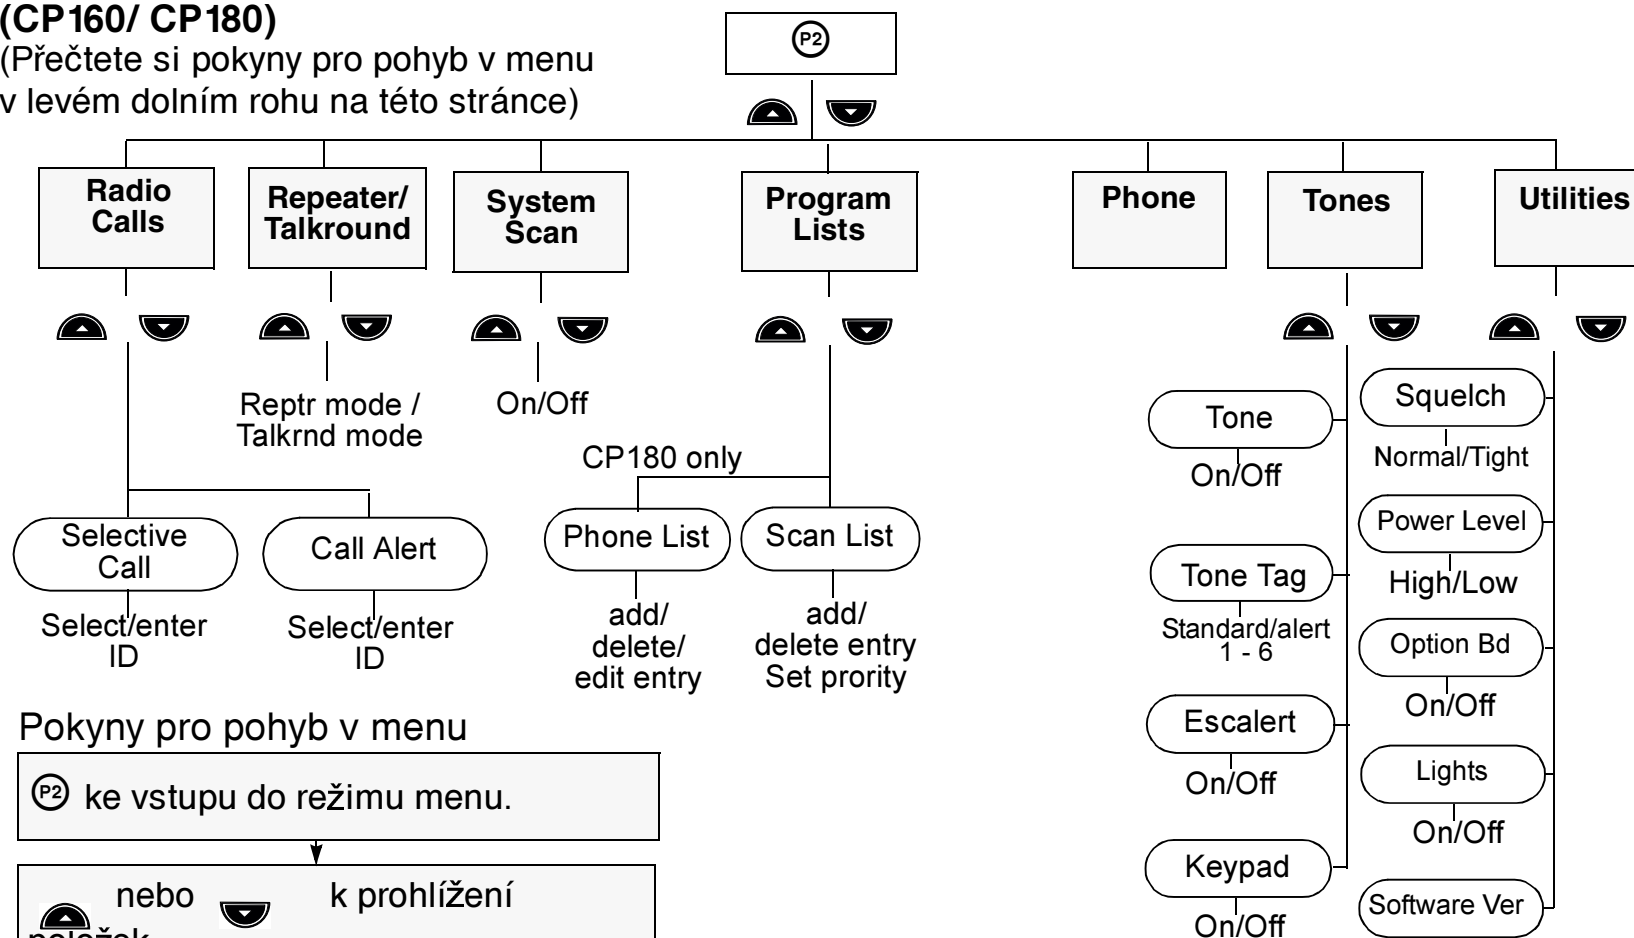 (CP160/ CP180)
(Přečtete si pokyny pro pohyb v menu
v levém dolním rohu na této stránce)
P2
Radio
Calls
Repeater/
Talkround
System
Scan
Program
Lists
Phone
Tones
Utilities
Reptr mode /
Talkrnd mode
On/Off
CP180 only
Selective
Call
Select/enter
ID
Call Alert
Select/enter
ID
Phone List
add/
delete/
edit entry
Scan List
add/
delete entry
Set prority
Tone
On/Off
Tone Tag
Standard/alert
1 - 6
Escalert
On/Off
Keypad
On/Off
Squelch
Normal/Tight
Power Level
High/Low
Option Bd
On/Off
Lights
On/Off
Software Ver
Pokyny pro pohyb v menu
P2 ke vstupu do režimu menu.
nebo k prohlížení
položek